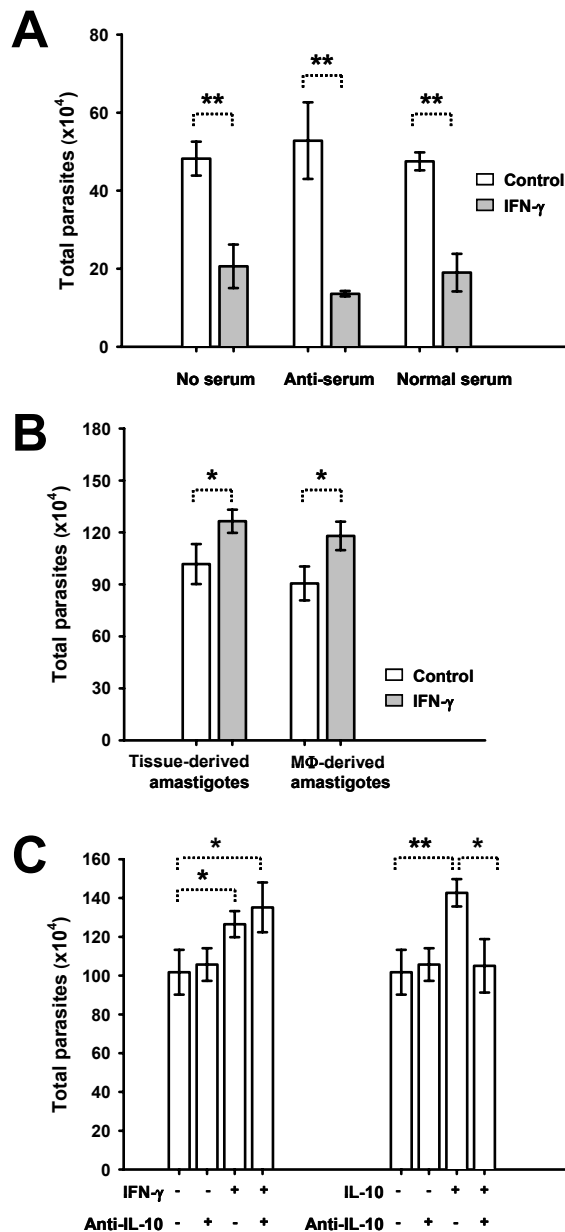 A
80
60
40
20
0
Total parasites (x10⁴)
**
**
**
Control
IFN-γ
No serum
Anti-serum
Normal serum
B
180
150
120
90
60
30
0
Total parasites (x10⁴)
*
*
Control
IFN-γ
Tissue-derived
amastigotes
MΦ-derived
amastigotes
C
160
140
120
100
80
60
40
20
0
Total parasites (x10⁴)
*
*
**
*
IFN-γ - - + +
Anti-IL-10 - + - +
IL-10 - - + +
Anti-IL-10 - + - +